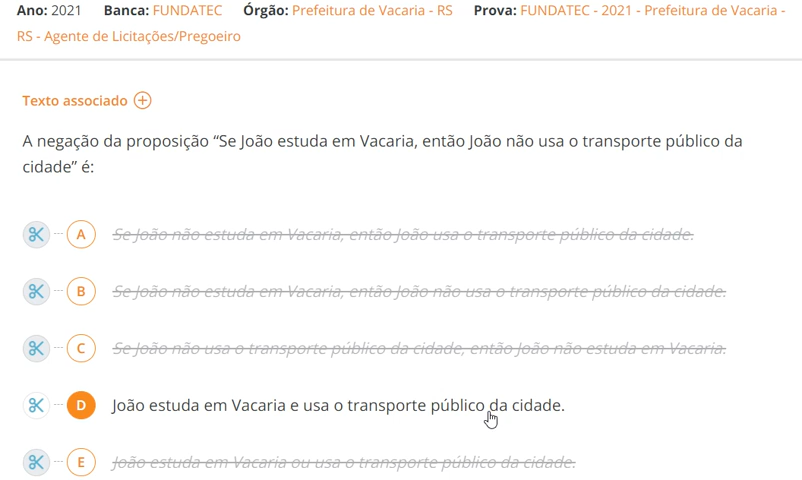 Ano: 2021 Banca: FUNDATEC Órgão: Prefeitura de Vacaria - RS Prova: FUNDATEC - 2021 - Prefeitura de Vacaria -
RS - Agente de Licitações/Pregoeiro
Texto associado
A negação da proposição “Se João estuda em Vacaria, então João não usa o transporte público da
cidade” é:
A Se João não estuda em Vacaria, então João usa o transporte público da cidade.
B Se João não estuda em Vacaria, então João não usa o transporte público da cidade.
C Se João não usa o transporte público da cidade, então João não estuda em Vacaria.
D João estuda em Vacaria e usa o transporte público da cidade.
E João estuda em Vacaria ou usa o transporte público da cidade.